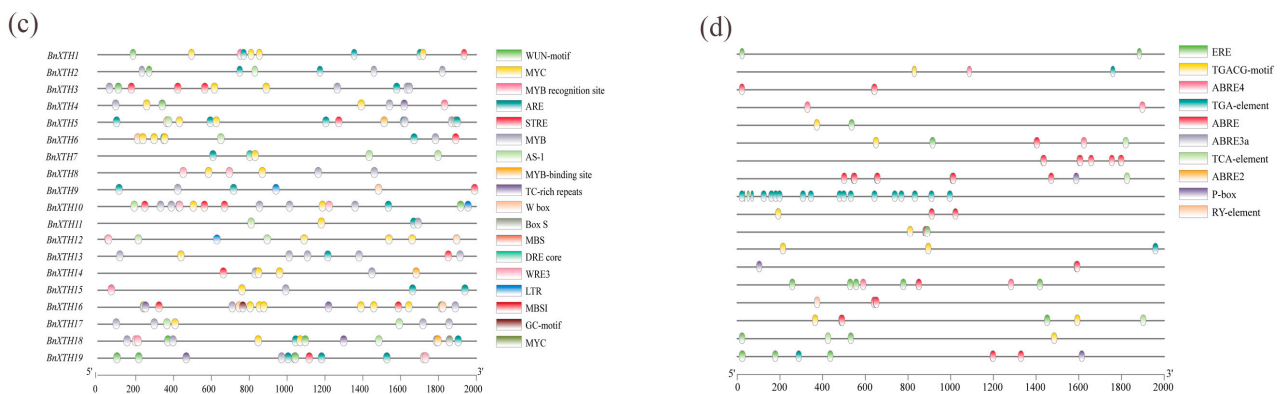 (c)
(d)
BnXTH1
BnXTH2
BnXTH3
BnXTH4
BnXTH5
BnXTH6
BnXTH7
BnXTH8
BnXTH9
BnXTH10
BnXTH11
BnXTH12
BnXTH13
BnXTH14
BnXTH15
BnXTH16
BnXTH17
BnXTH18
BnXTH19
5' 3'
0 200 400 600 800 1000 1200 1400 1600 1800 2000
WUN-motif
MYC
MYB recognition site
ARE
STRE
MYB
AS-1
MYB-binding site
TC-rich repeats
W box
Box S
MBS
DRE core
WRE3
LTR
MBSI
GC-motif
MYC
5' 3'
0 200 400 600 800 1000 1200 1400 1600 1800 2000
ERE
TGACG-motif
ABRE4
TGA-element
ABRE
ABRE3a
TCA-element
ABRE2
P-box
RY-element